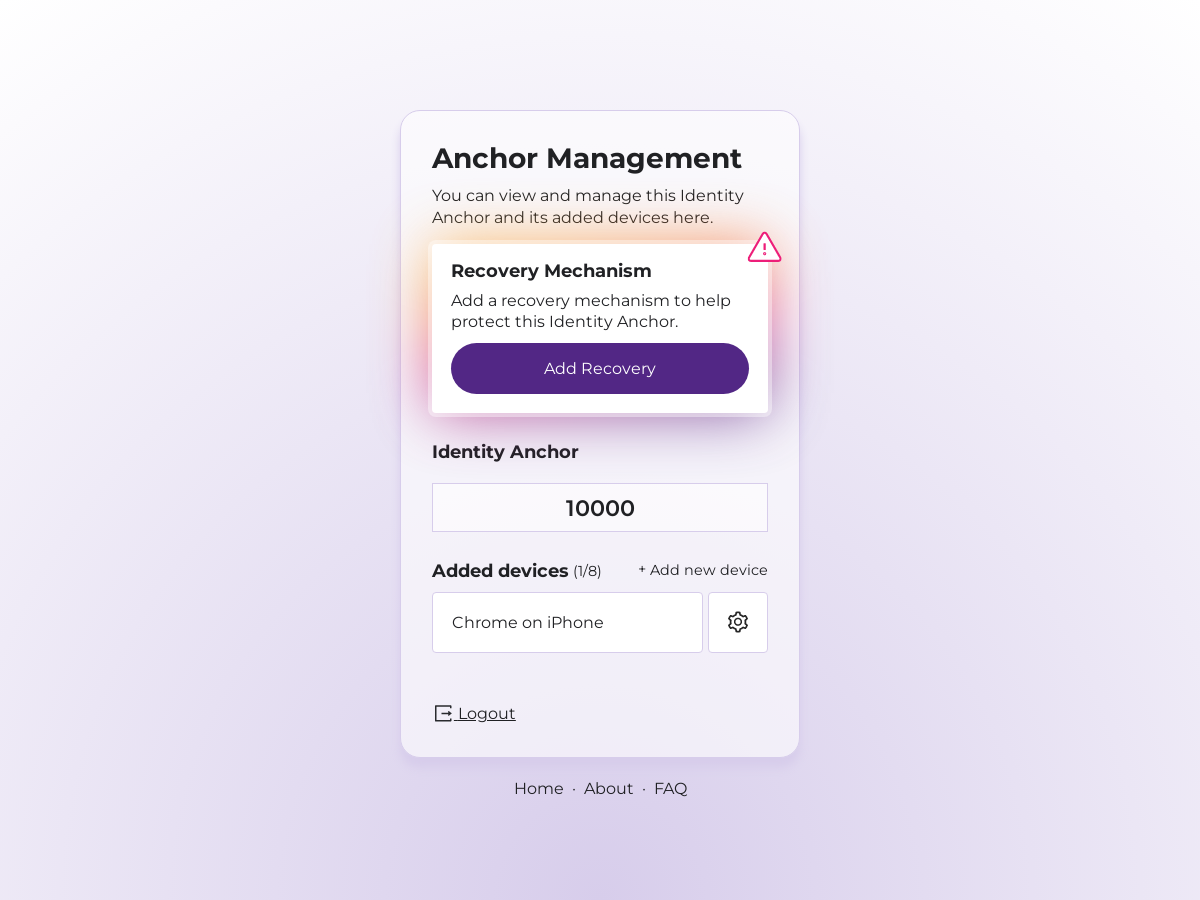 Anchor Management
You can view and manage this Identity
Anchor and its added devices here.
Recovery Mechanism
Add a recovery mechanism to help
protect this Identity Anchor.
Add Recovery
Identity Anchor
10000
Added devices (1/8) + Add new device
Chrome on iPhone
Logout
Home · About · FAQ